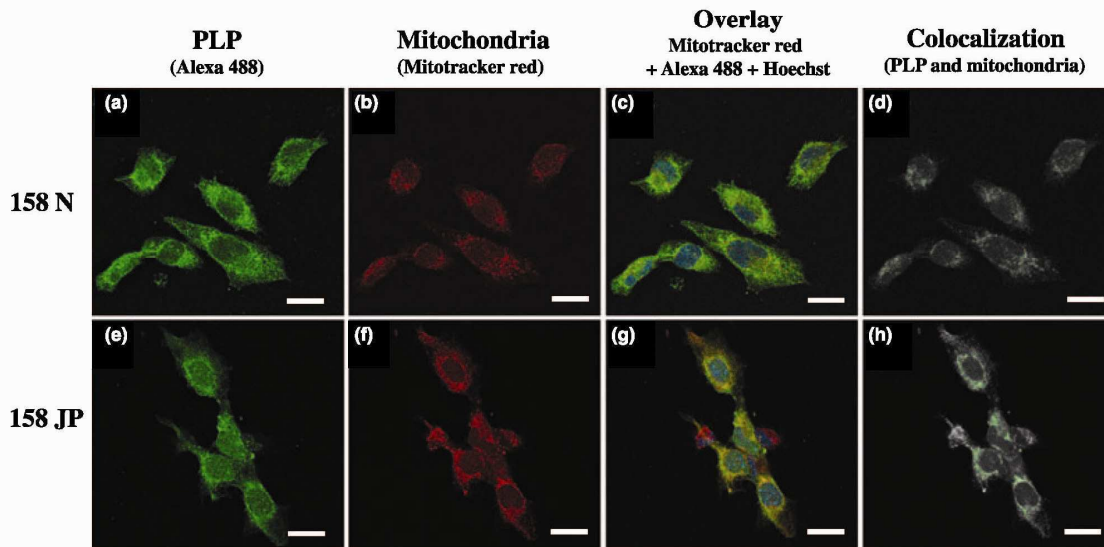 PLP
(Alexa 488)
Mitochondria
(Mitotracker red)
Overlay
Mitotracker red
+ Alexa 488 + Hoechst
Colocalization
(PLP and mitochondria)
158 N
(a)
(b)
(c)
(d)
158 JP
(e)
(f)
(g)
(h)